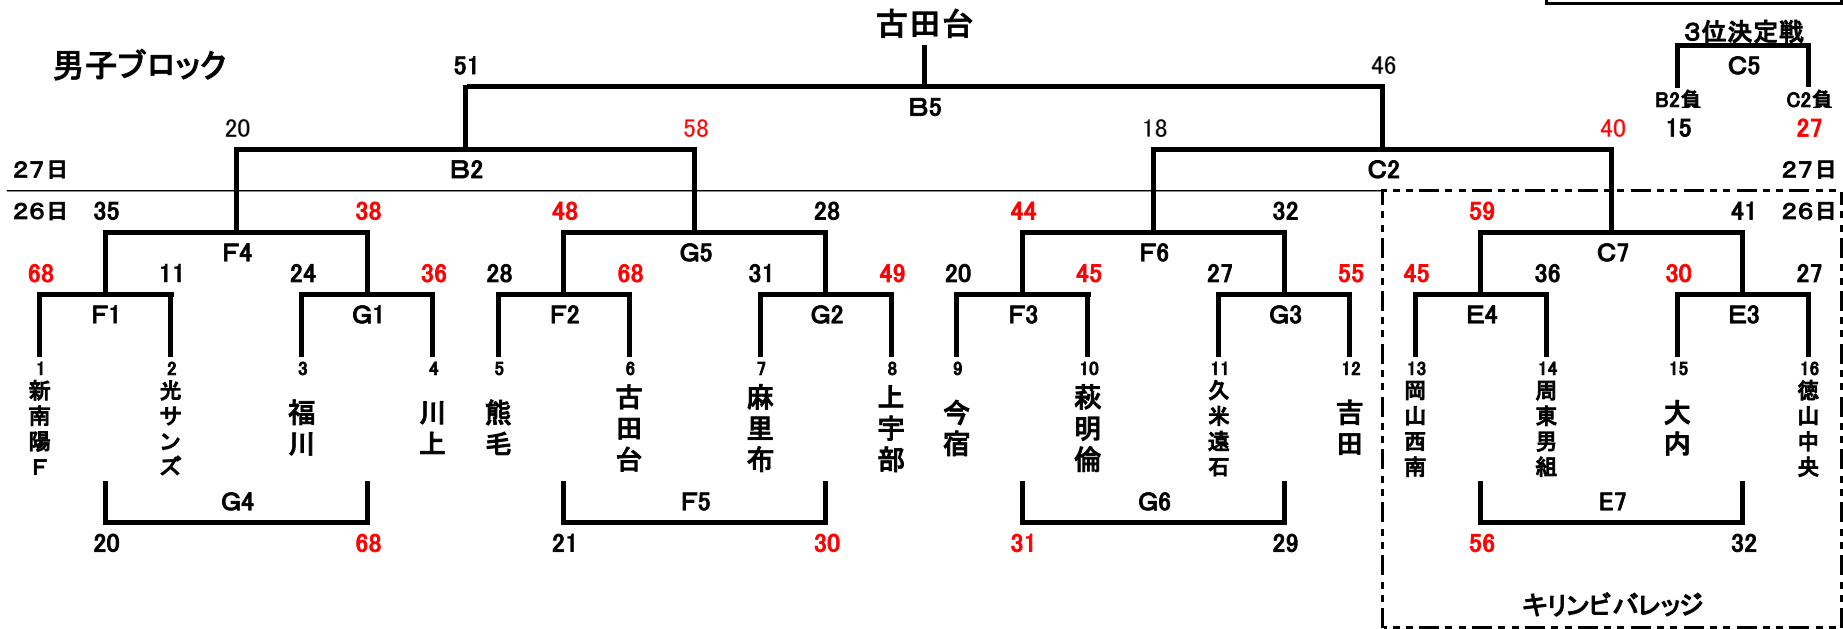 古田台
男子ブロック
３位決定戦
51
46
C5
B5
B2負
C2負
20
58
18
40
15
27
27日
B2
C2
27日
26日
35
38
48
28
44
32
59
41
26日
F4
G5
F6
C7
68
11
24
36
28
68
31
49
20
45
27
55
45
36
30
27
F1
G1
F2
G2
F3
G3
E4
E3
1
2
3
4
5
6
7
8
9
10
11
12
13
14
15
16
新南陽F
光サンズ
福川
川上
熊毛
古田台
麻里布
上宇部
今宿
萩明倫
久米遠石
吉田
岡山西南
周東男組
大内
徳山中央
G4
F5
G6
E7
20
68
21
30
31
29
56
32
キリンビバレッジ